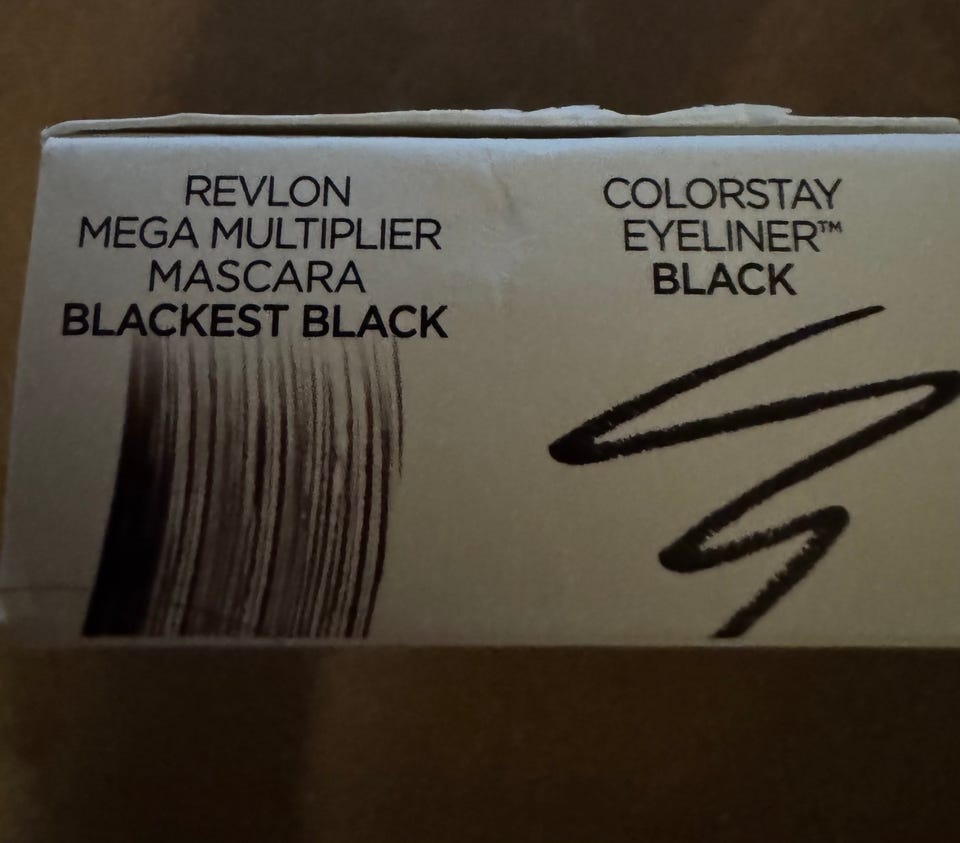 REVLON
MEGA MULTIPLIER
MASCARA
BLACKEST BLACK
COLORSTAY
EYELINER™
BLACK